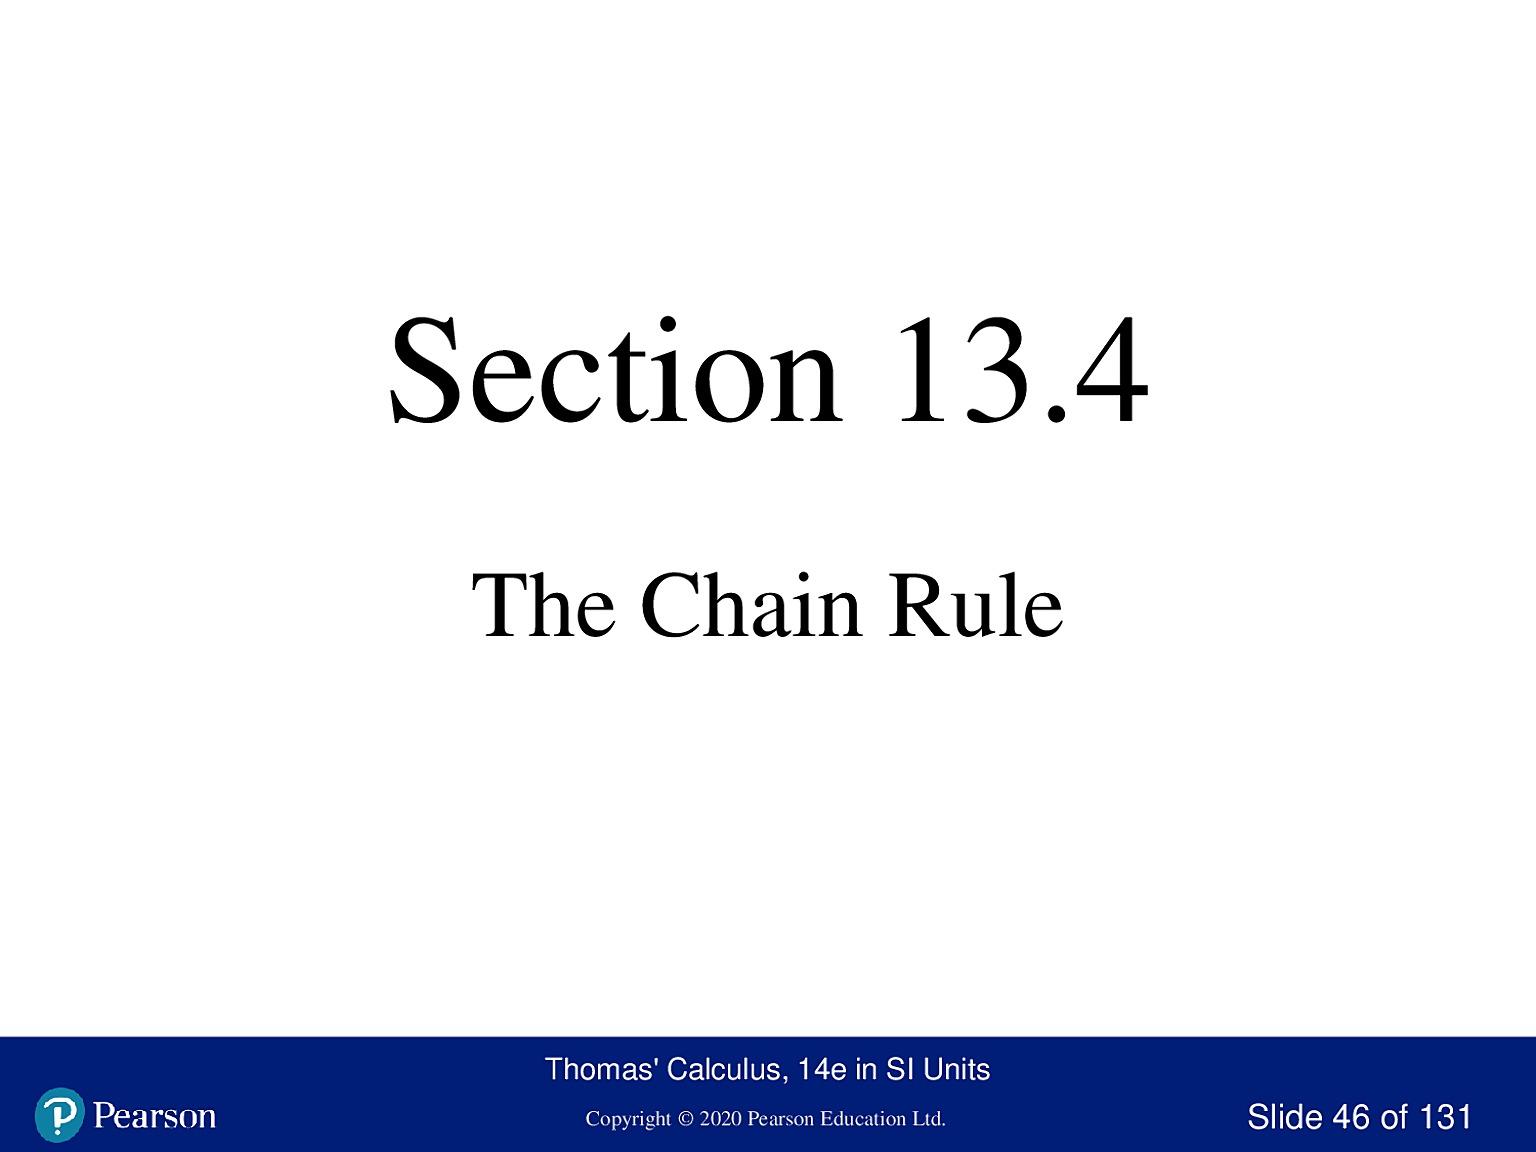 Section 13.4
The Chain Rule
Thomas' Calculus, 14e in SI Units
Pearson
Copyright © 2020 Pearson Education Ltd.
Slide 46 of 131